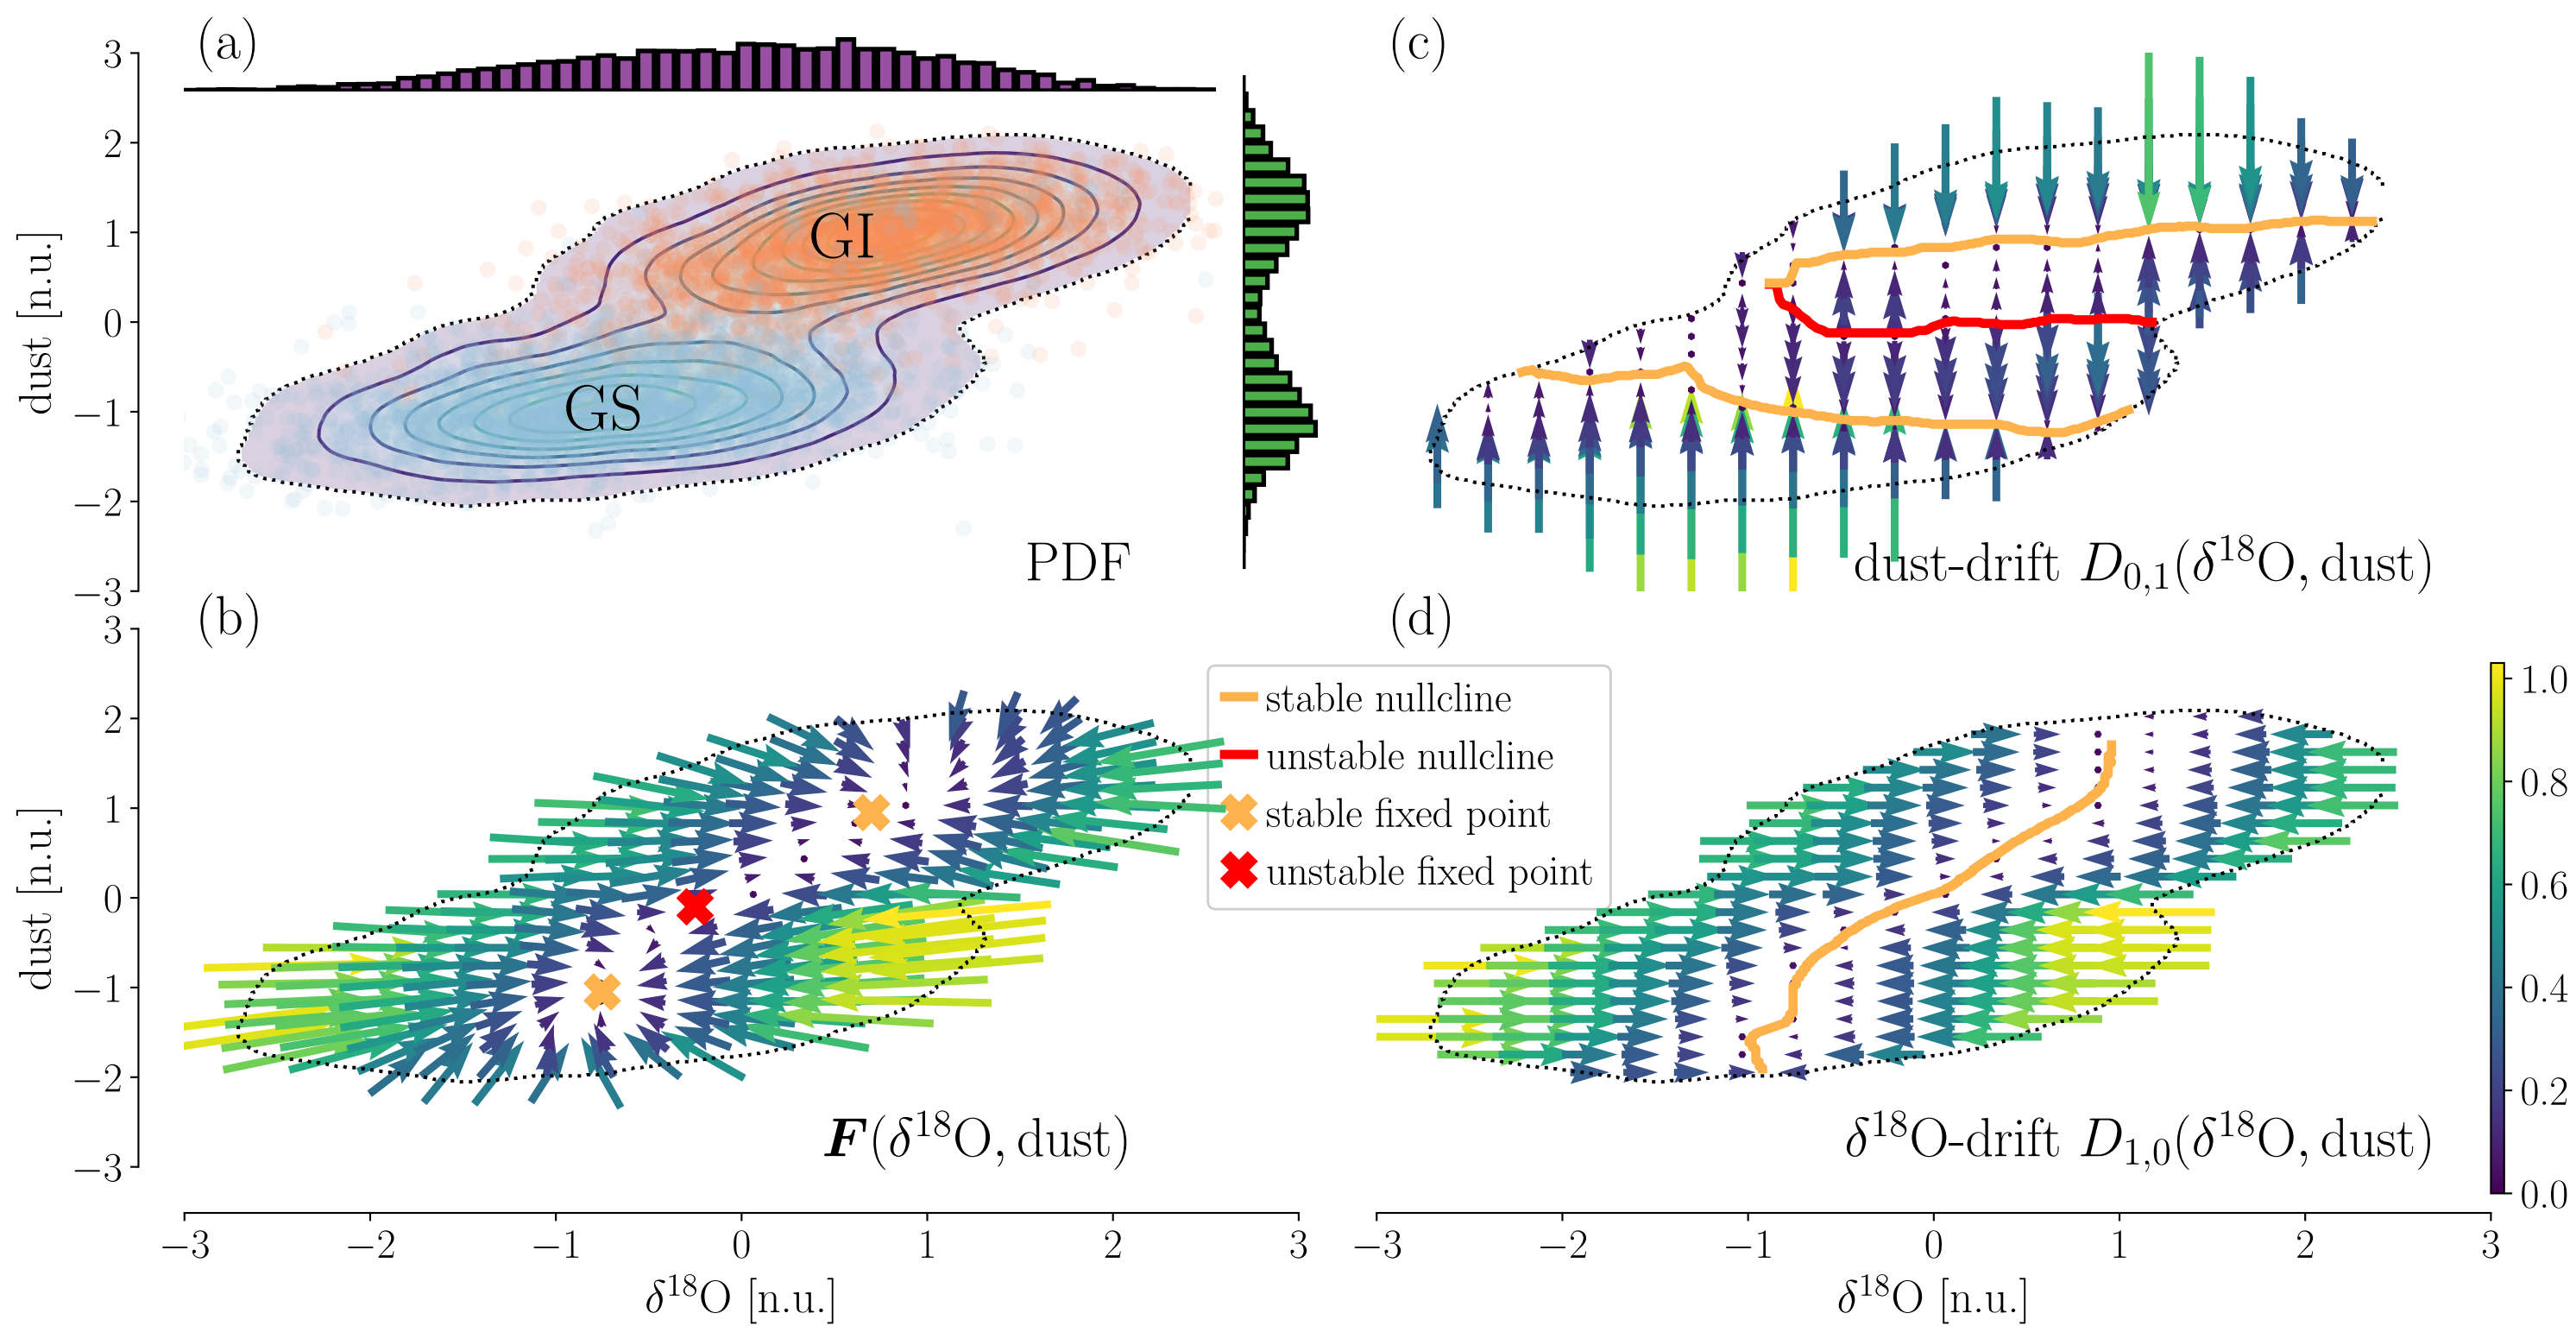 (a)
3
2
1
0
−1
−2
−3
dust [n.u.]
GI
GS
PDF
(c)
dust-drift D₀,₁(δ¹⁸O, dust)
(b)
3
2
1
0
−1
−2
−3
dust [n.u.]
F(δ¹⁸O, dust)
−3 −2 −1 0 1 2 3
δ¹⁸O [n.u.]
stable nullcline
unstable nullcline
stable fixed point
unstable fixed point
(d)
δ¹⁸O-drift D₁,₀(δ¹⁸O, dust)
−3 −2 −1 0 1 2 3
δ¹⁸O [n.u.]
1.0
0.8
0.6
0.4
0.2
0.0